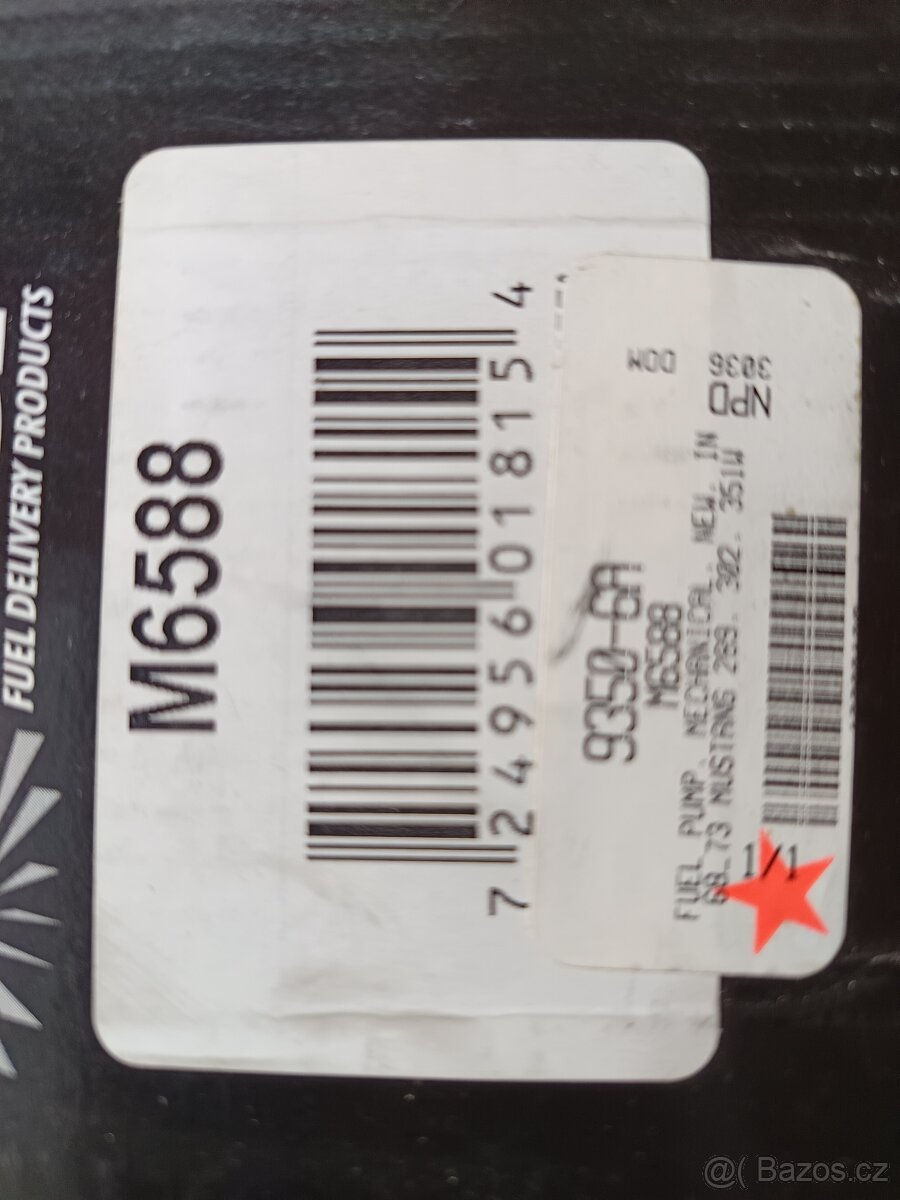 FUEL DELIVERY PRODUCTS
M6588
7 24956 01815 4
9350-6A
M6588
FUEL PUMP, MECHANICAL, NEW, IN
68-73 MUSTANG 289, 302, 351W
NPD
3036
DOM
1/1
@( Bazos.cz